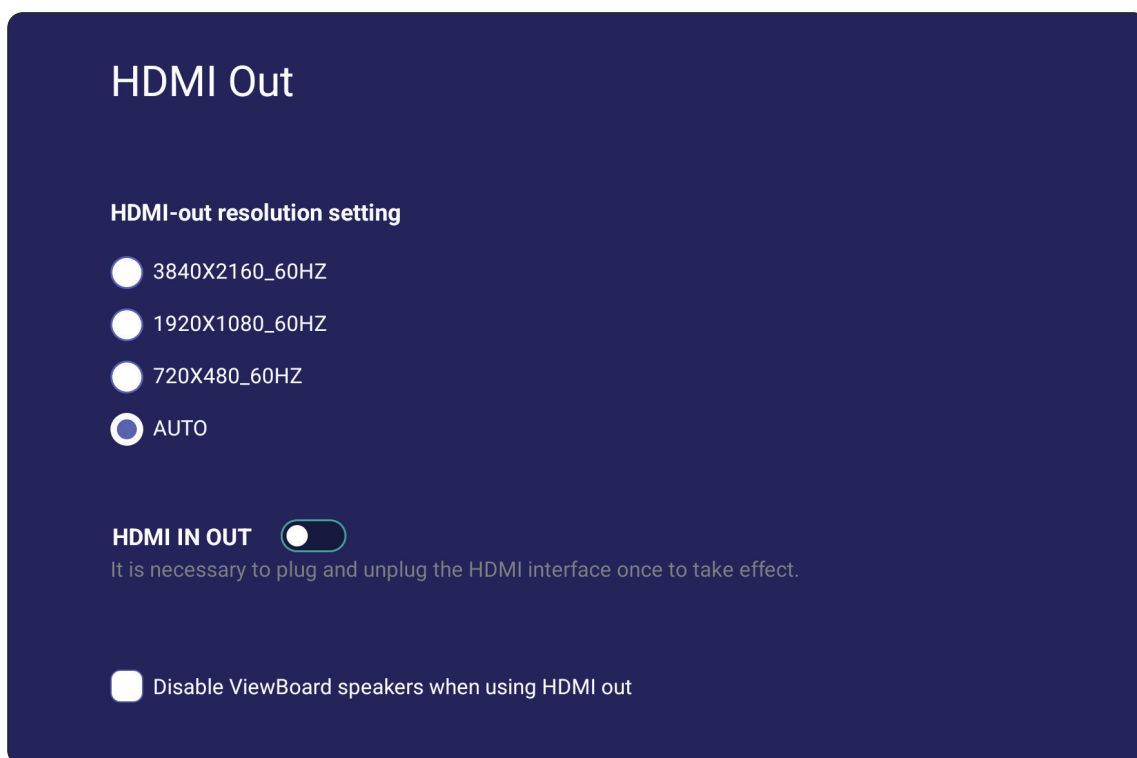 HDMI Out
HDMI-out resolution setting
3840X2160_60HZ
1920X1080_60HZ
720X480_60HZ
AUTO
HDMI IN OUT
It is necessary to plug and unplug the HDMI interface once to take effect.
Disable ViewBoard speakers when using HDMI out